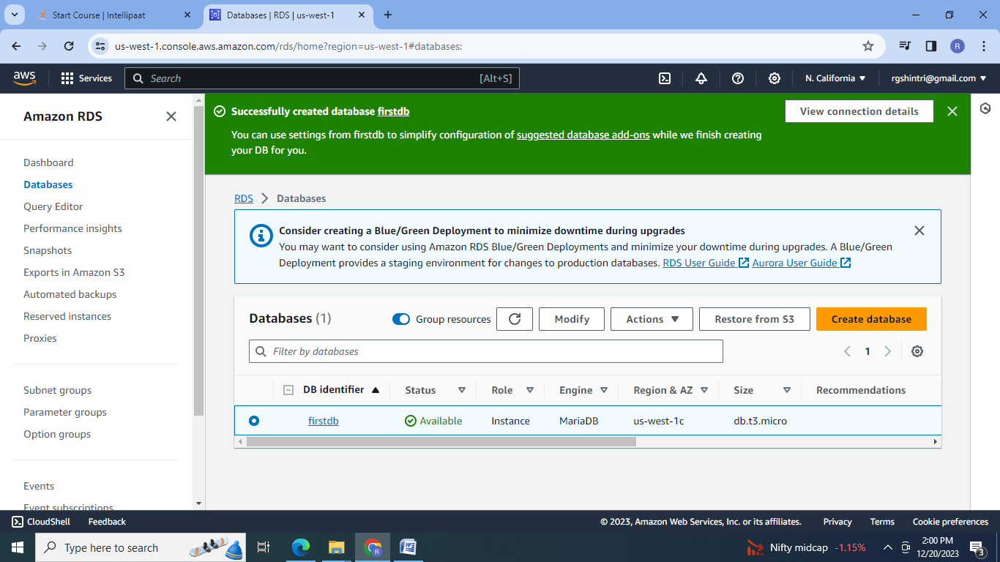 Start Course | Intellipaat
Databases | RDS | us-west-1
us-west-1.console.aws.amazon.com/rds/home?region=us-west-1#databases:
R
aws
Services
Search
[Alt+S]
N. California
rgshintri@gmail.com
Amazon RDS
Dashboard
Databases
Query Editor
Performance insights
Snapshots
Exports in Amazon S3
Automated backups
Reserved instances
Proxies
Subnet groups
Parameter groups
Option groups
Events
Event subscriptions
Successfully created database firstdb
View connection details
You can use settings from firstdb to simplify configuration of suggested database add-ons while we finish creating
your DB for you.
RDS > Databases
Consider creating a Blue/Green Deployment to minimize downtime during upgrades
You may want to consider using Amazon RDS Blue/Green Deployments and minimize your downtime during upgrades. A Blue/Green
Deployment provides a staging environment for changes to production databases. RDS User Guide Aurora User Guide
Databases (1)
Group resources
Modify
Actions
Restore from S3
Create database
Filter by databases
1
DB identifier Status Role Engine Region & AZ Size Recommendations
firstdb Available Instance MariaDB us-west-1c db.t3.micro
CloudShell
Feedback
© 2023, Amazon Web Services, Inc. or its affiliates.
Privacy
Terms
Cookie preferences
Type here to search
R
W
Nifty midcap -1.15%
2:00 PM
12/20/2023
3